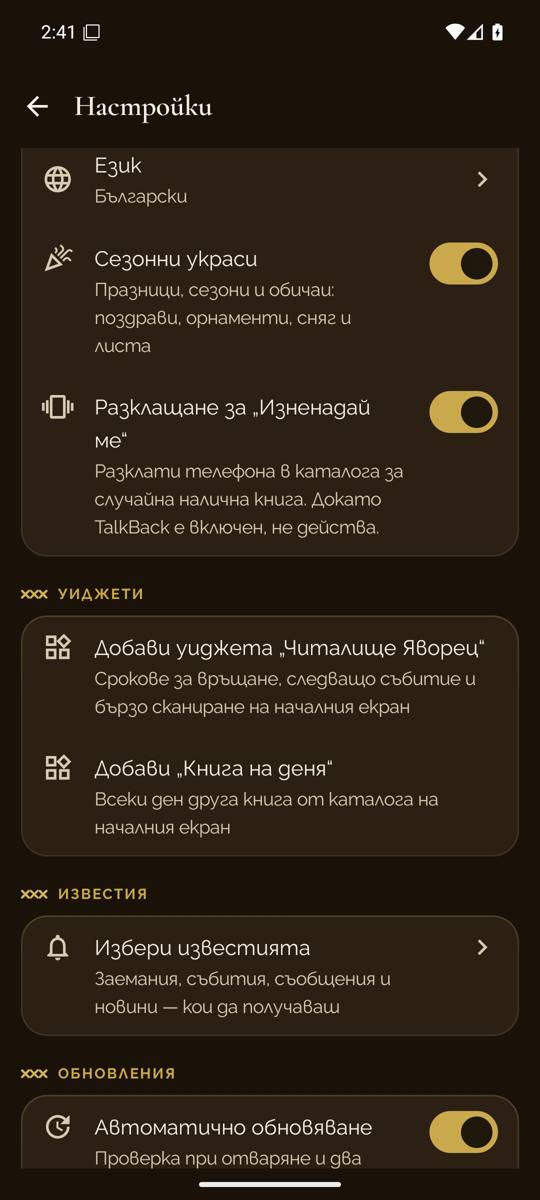 2:41
Настройки
Език
Български
Сезонни украси
Празници, сезони и обичаи:
поздрави, орнаменти, сняг и
листа
Разклащане за „Изненадай
ме“
Разклати телефона в каталога за
случайна налична книга. Докато
TalkBack е включен, не действа.
УИДЖЕТИ
Добави уиджета „Читалище Яворец“
Срокове за връщане, следващо събитие и
бързо сканиране на началния екран
Добави „Книга на деня“
Всеки ден друга книга от каталога на
началния екран
ИЗВЕСТИЯ
Избери известията
Заемания, събития, съобщения и
новини — кои да получаваш
ОБНОВЛЕНИЯ
Автоматично обновяване
Проверка при отваряне и два